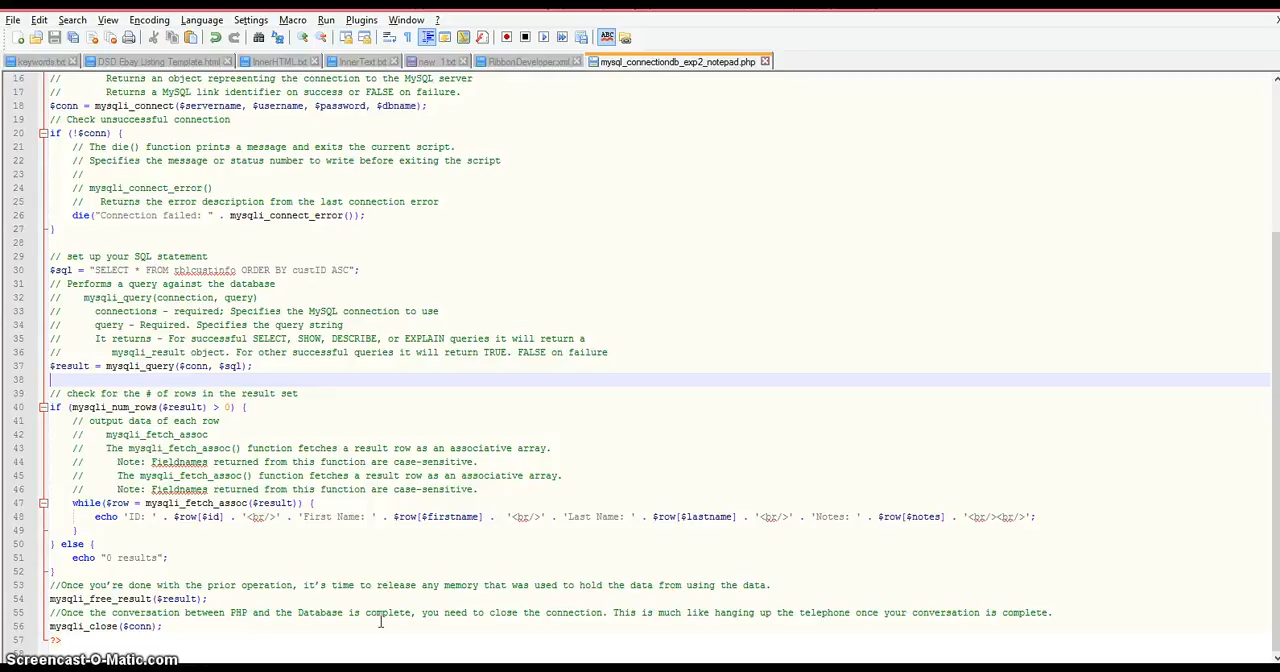 File Edit Search View Encoding Language Settings Macro Run Plugins Window ?
keywords.txt DSD Ebay Listing Template.html InnerHTML.txt InnerText.txt new 1.txt RibbonDeveloper.xml mysql_connectiondb_exp2_notepad.php
16 // Returns an object representing the connection to the MySQL server
17 // Returns a MySQL link identifier on success or FALSE on failure.
18 $conn = mysqli_connect($servername, $username, $password, $dbname);
19 // Check unsuccessful connection
20 if (!$conn) {
21 // The die() function prints a message and exits the current script.
22 // Specifies the message or status number to write before exiting the script
23 //
24 // mysqli_connect_error()
25 // Returns the error description from the last connection error
26 die("Connection failed: " . mysqli_connect_error());
27 }
28
29 // set up your SQL statement
30 $sql = "SELECT * FROM tblcustinfo ORDER BY custID ASC";
31 // Performs a query against the database
32 // mysqli_query(connection, query)
33 // connections - required; Specifies the MySQL connection to use
34 // query - Required. Specifies the query string
35 // It returns - For successful SELECT, SHOW, DESCRIBE, or EXPLAIN queries it will return a
36 // mysqli_result object. For other successful queries it will return TRUE. FALSE on failure
37 $result = mysqli_query($conn, $sql);
38
39 // check for the # of rows in the result set
40 if (mysqli_num_rows($result) > 0) {
41 // output data of each row
42 // mysqli_fetch_assoc
43 // The mysqli_fetch_assoc() function fetches a result row as an associative array.
44 // Note: Fieldnames returned from this function are case-sensitive.
45 // The mysqli_fetch_assoc() function fetches a result row as an associative array.
46 // Note: Fieldnames returned from this function are case-sensitive.
47 while($row = mysqli_fetch_assoc($result)) {
48 echo 'ID: ' . $row[$id] . '<br/>' . 'First Name: ' . $row[$firstname] . '<br/>' . 'Last Name: ' . $row[$lastname] . '<br/>' . 'Notes: ' . $row[$notes] . '<br/><br/>';
49 }
50 } else {
51 echo "0 results";
52 }
53 //Once you're done with the prior operation, it's time to release any memory that was used to hold the data from using the data.
54 mysqli_free_result($result);
55 //Once the conversation between PHP and the Database is complete, you need to close the connection. This is much like hanging up the telephone once your conversation is complete.
56 mysqli_close($conn);
57 ?>
Screencast-O-Matic.com